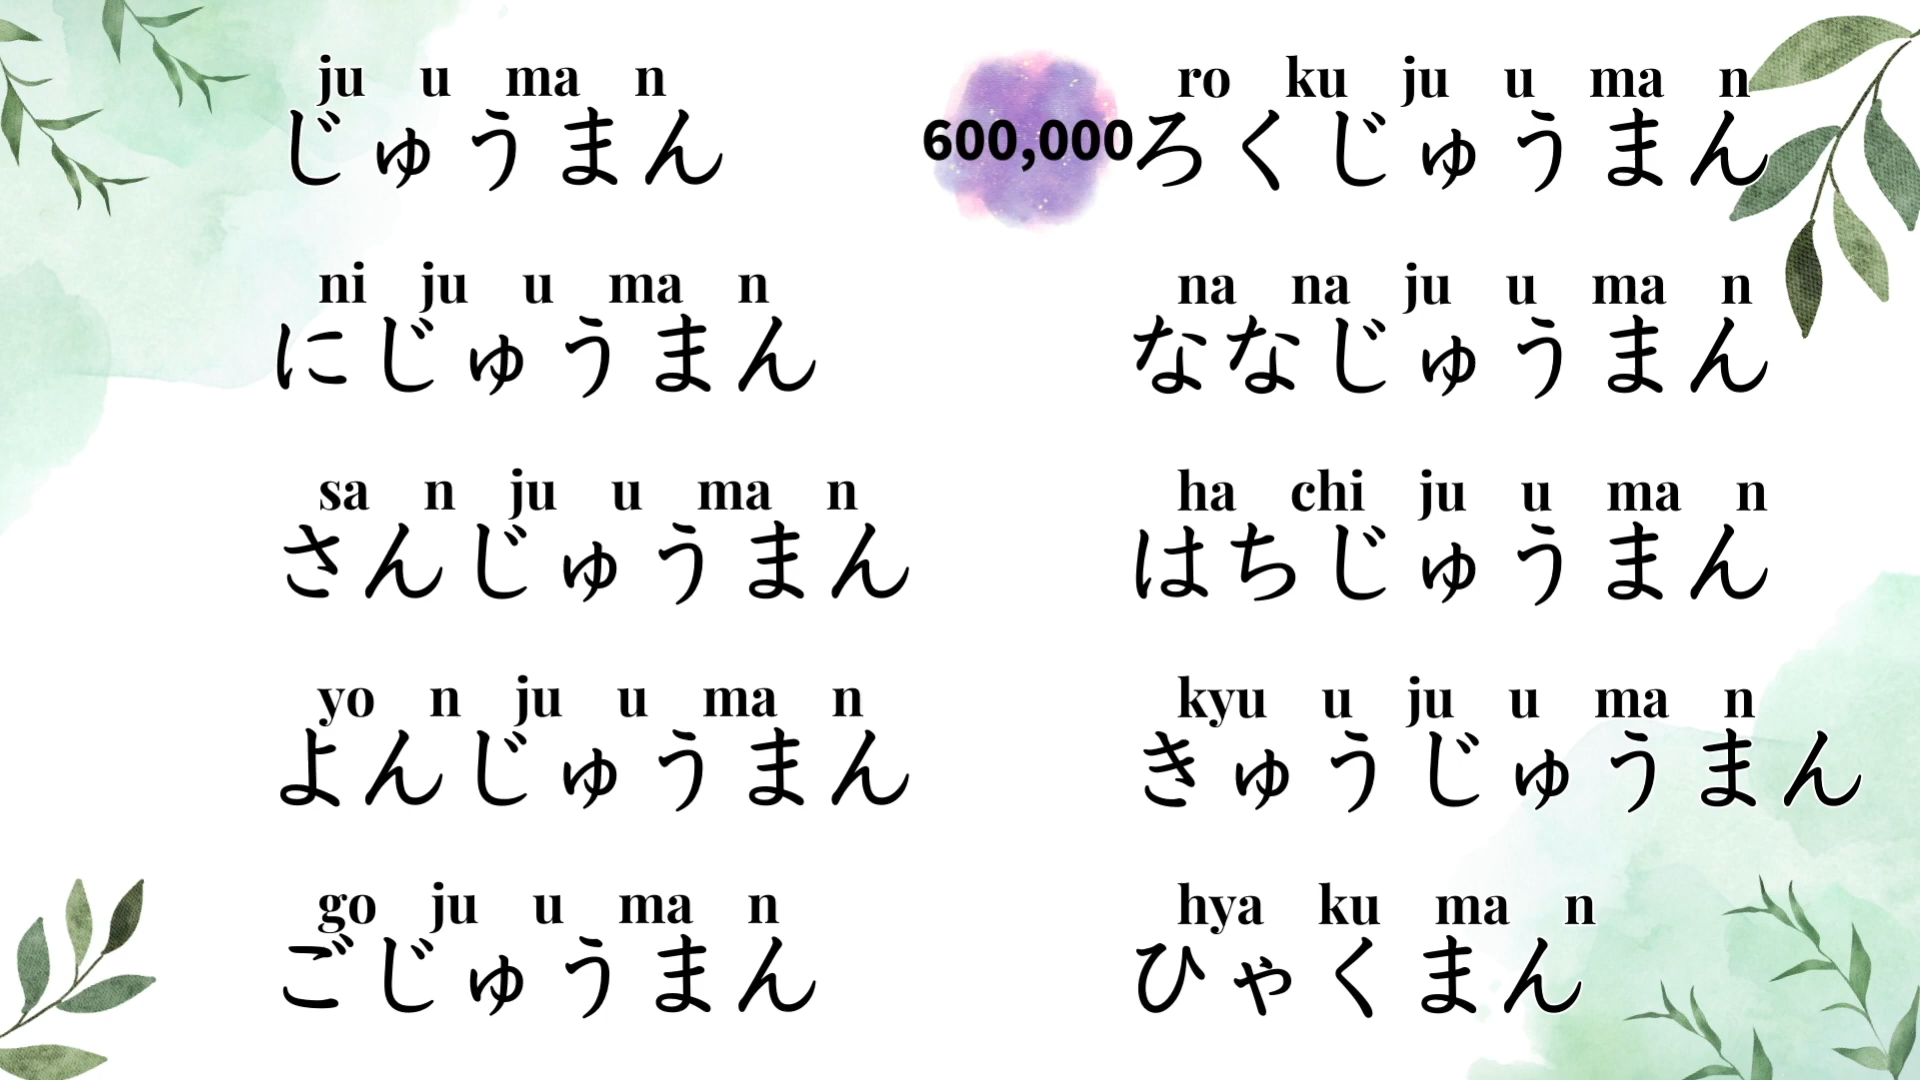 ju u ma n
じゅうまん
ni ju u ma n
にじゅうまん
sa n ju u ma n
さんじゅうまん
yo n ju u ma n
よんじゅうまん
go ju u ma n
ごじゅうまん
ro ku ju u ma n
600,000ろくじゅうまん
na na ju u ma n
ななじゅうまん
ha chi ju u ma n
はちじゅうまん
kyu u ju u ma n
きゅうじゅうまん
hya ku ma n
ひゃくまん